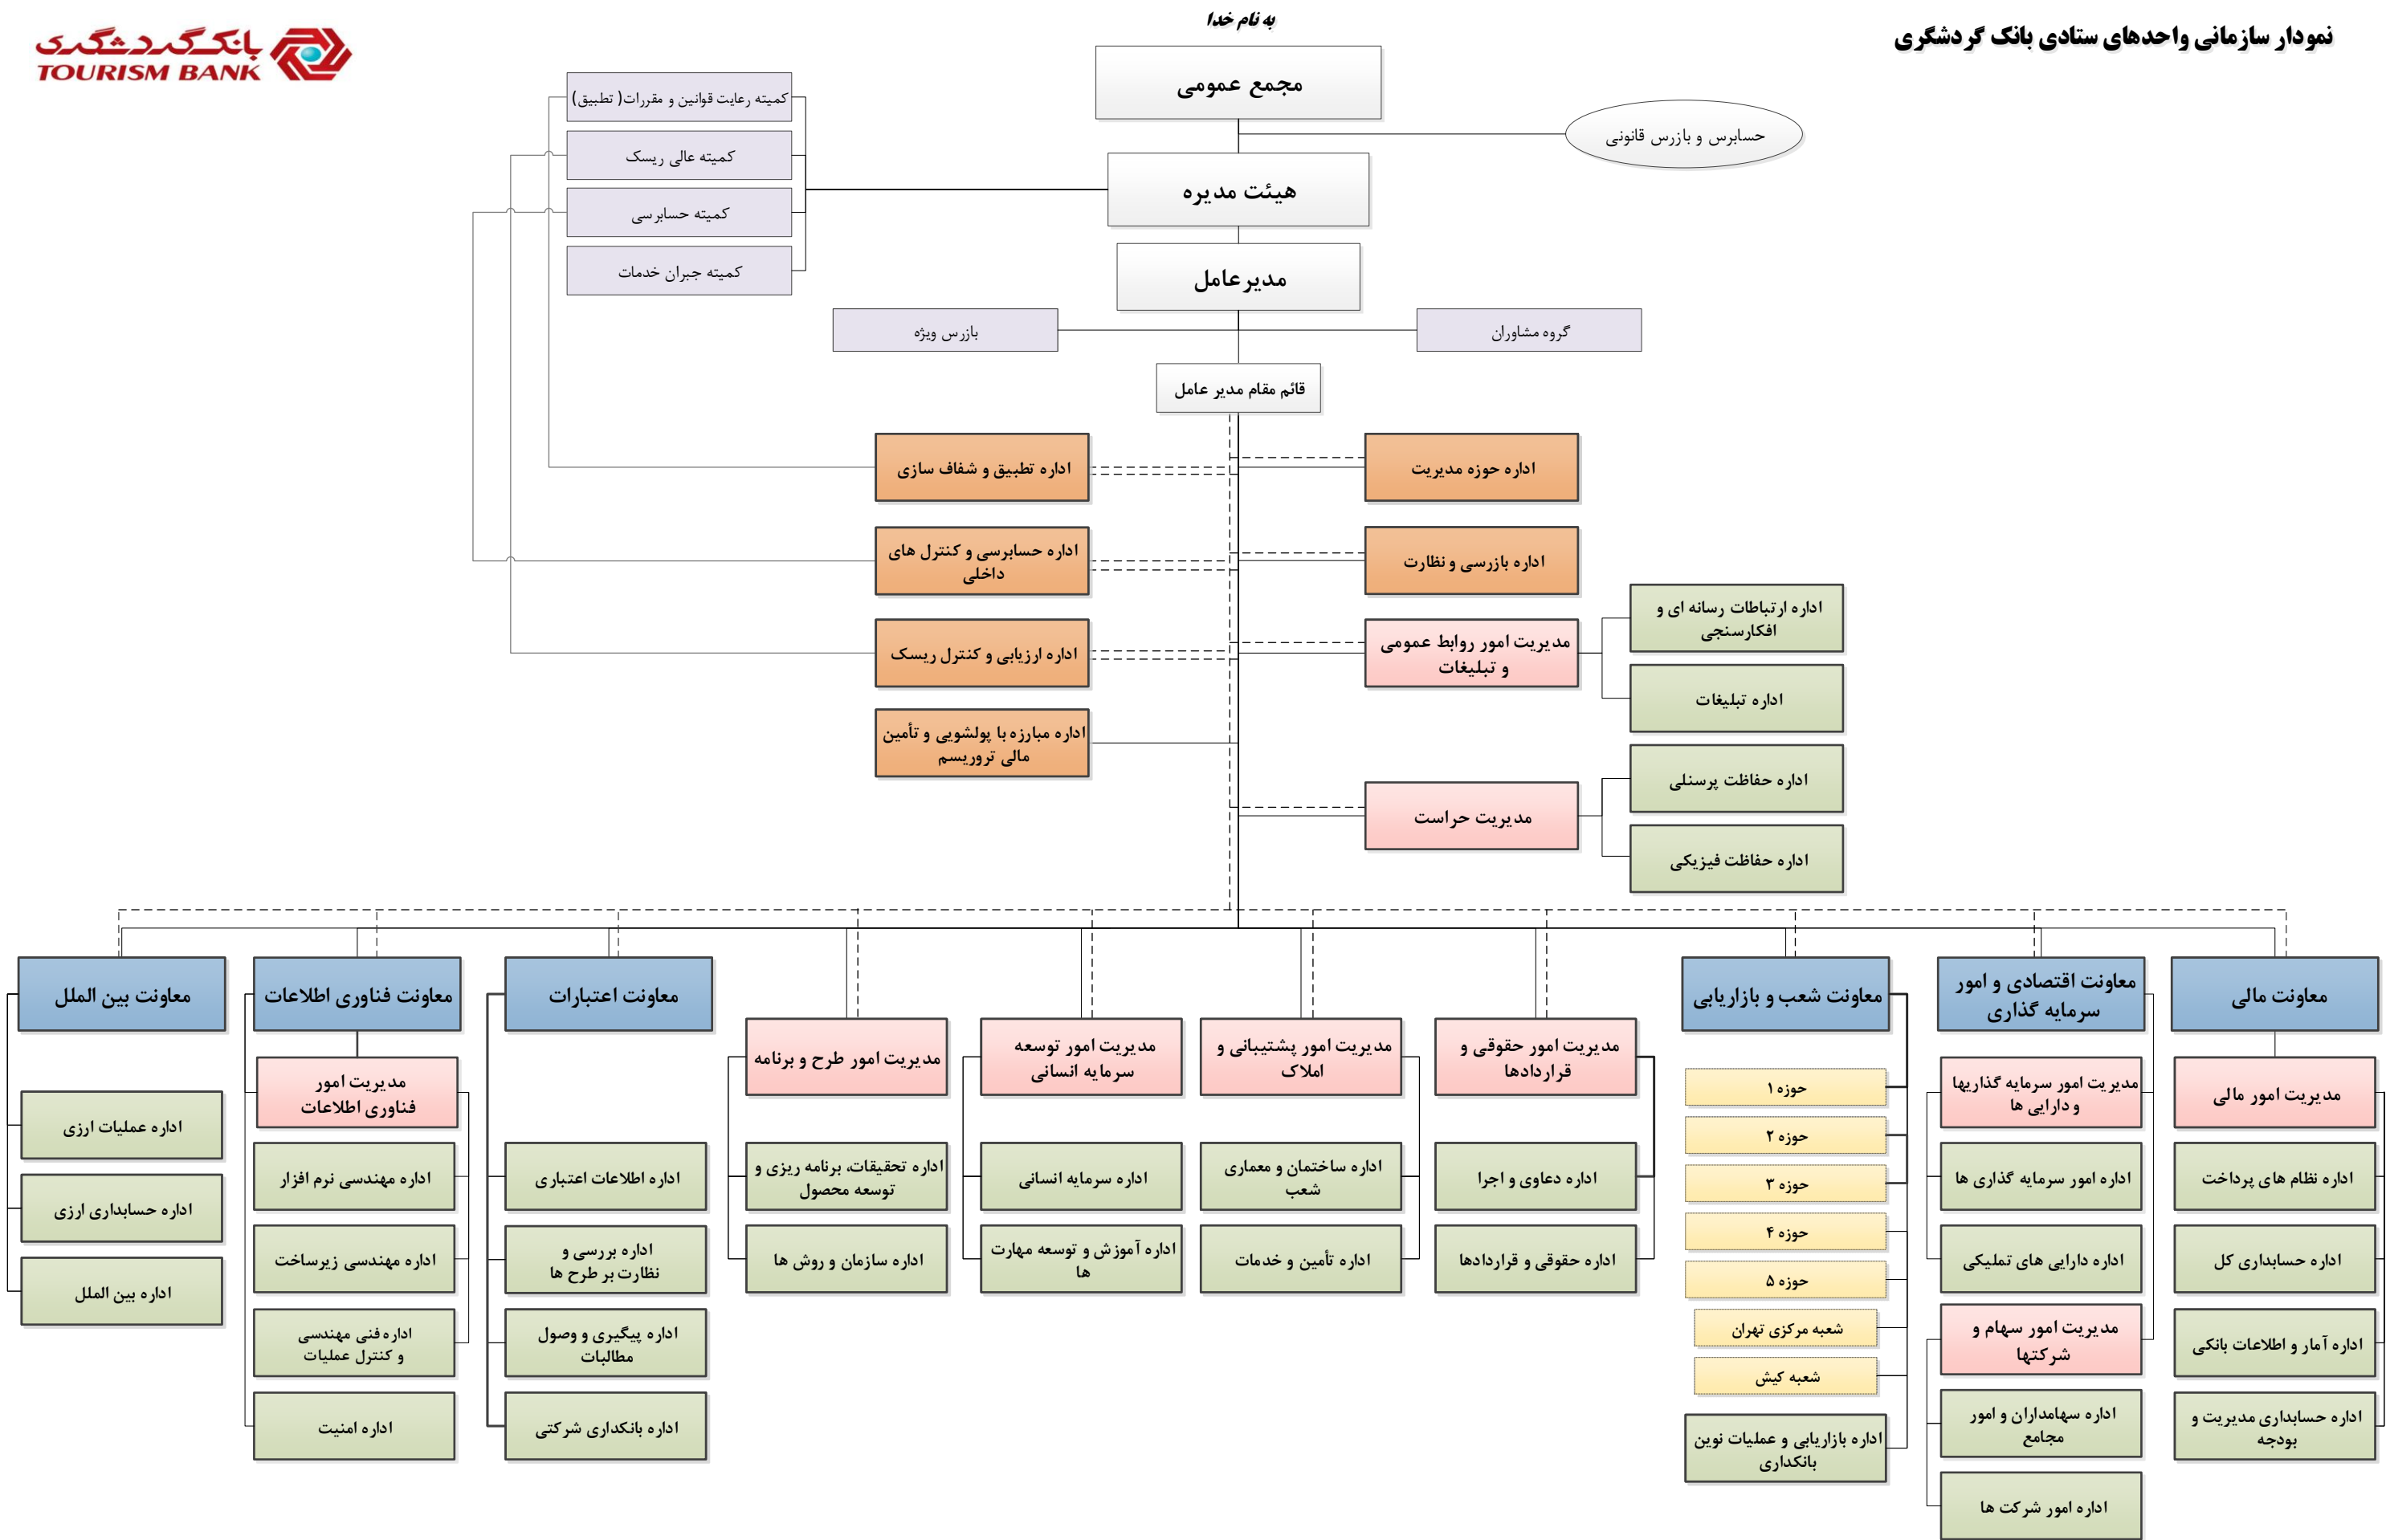 به نام خدا
نمودار سازمانی واحدهای ستادی بانک گردشگری
بانک گردشگری
TOURISM BANK
مجمع عمومی
حسابرس و بازرس قانونی
هیئت مدیره
کمیته رعایت قوانین و مقررات( تطبیق)
کمیته عالی ریسک
کمیته حسابرسی
کمیته جبران خدمات
مدیرعامل
گروه مشاوران
بازرس ویژه
قائم مقام مدیر عامل
اداره حوزه مدیریت
اداره تطبیق و شفاف سازی
اداره بازرسی و نظارت
اداره حسابرسی و کنترل های
داخلی
مدیریت امور روابط عمومی
و تبلیغات
اداره ارتباطات رسانه ای و
افکارسنجی
اداره تبلیغات
اداره ارزیابی و کنترل ریسک
اداره مبارزه با پولشویی و تأمین
مالی تروریسم
مدیریت حراست
اداره حفاظت پرسنلی
اداره حفاظت فیزیکی
معاونت مالی
مدیریت امور مالی
اداره نظام های پرداخت
اداره حسابداری کل
اداره آمار و اطلاعات بانکی
اداره حسابداری مدیریت و
بودجه
معاونت اقتصادی و امور
سرمایه گذاری
مدیریت امور سرمایه گذاریها
و دارایی ها
اداره امور سرمایه گذاری ها
اداره دارایی های تملیکی
مدیریت امور سهام و
شرکتها
اداره سهامداران و امور
مجامع
اداره امور شرکت ها
معاونت شعب و بازاریابی
حوزه ۱
حوزه ۲
حوزه ۳
حوزه ۴
حوزه ۵
شعبه مرکزی تهران
شعبه کیش
اداره بازاریابی و عملیات نوین
بانکداری
مدیریت امور حقوقی و
قراردادها
اداره دعاوی و اجرا
اداره حقوقی و قراردادها
مدیریت امور پشتیبانی و
املاک
اداره ساختمان و معماری
شعب
اداره تأمین و خدمات
مدیریت امور توسعه
سرمایه انسانی
اداره سرمایه انسانی
اداره آموزش و توسعه مهارت
ها
مدیریت امور طرح و برنامه
اداره تحقیقات، برنامه ریزی و
توسعه محصول
اداره سازمان و روش ها
معاونت اعتبارات
اداره اطلاعات اعتباری
اداره بررسی و
نظارت بر طرح ها
اداره پیگیری و وصول
مطالبات
اداره بانکداری شرکتی
معاونت فناوری اطلاعات
مدیریت امور
فناوری اطلاعات
اداره مهندسی نرم افزار
اداره مهندسی زیرساخت
اداره فنی مهندسی
و کنترل عملیات
اداره امنیت
معاونت بین الملل
اداره عملیات ارزی
اداره حسابداری ارزی
اداره بین الملل